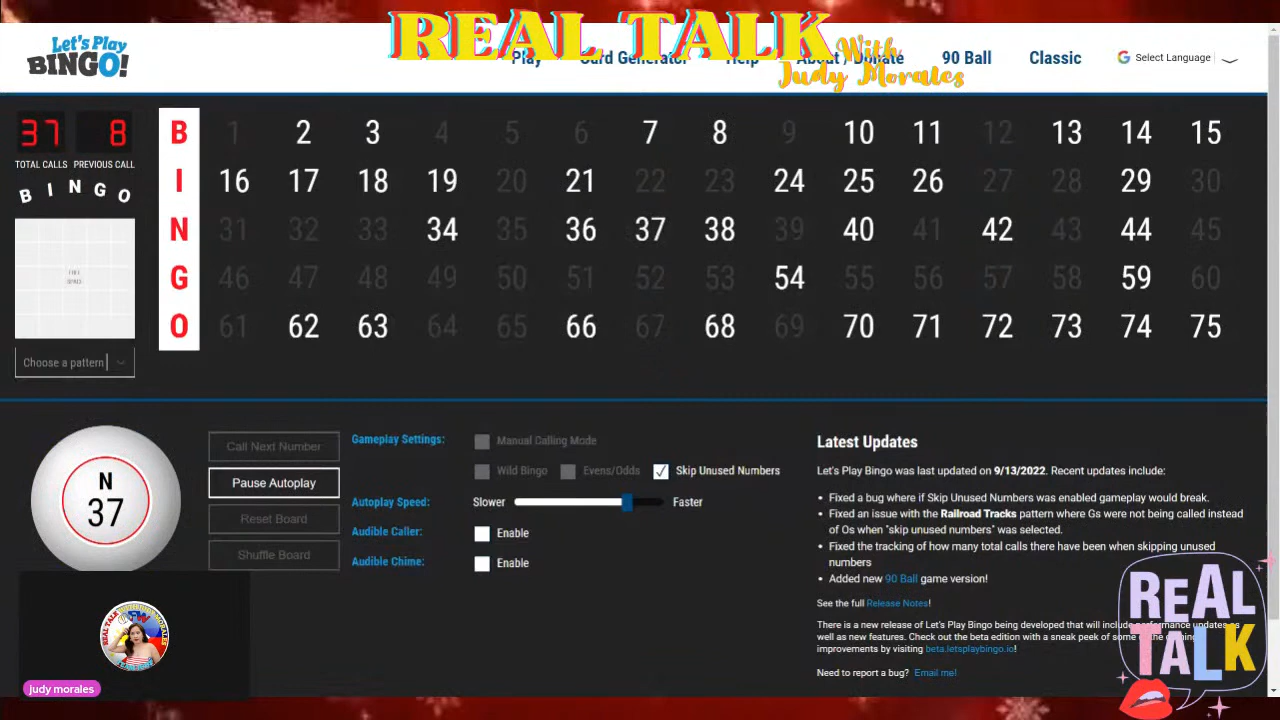 REAL TALK
With
Judy Morales
Let's Play
BINGO!
Play Card Generator Help About / Donate 90 Ball Classic
Select Language
37 8
TOTAL CALLS PREVIOUS CALL
B I N G O
B 1 2 3 4 5 6 7 8 9 10 11 12 13 14 15
I 16 17 18 19 20 21 22 23 24 25 26 27 28 29 30
N 31 32 33 34 35 36 37 38 39 40 41 42 43 44 45
G 46 47 48 49 50 51 52 53 54 55 56 57 58 59 60
O 61 62 63 64 65 66 67 68 69 70 71 72 73 74 75
Choose a pattern
N
37
Call Next Number
Pause Autoplay
Reset Board
Shuffle Board
Gameplay Settings: Manual Calling Mode
Wild Bingo Evens/Odds Skip Unused Numbers
Autoplay Speed: Slower Faster
Audible Caller: Enable
Audible Chime: Enable
Latest Updates
Let's Play Bingo was last updated on 9/13/2022. Recent updates include:
Fixed a bug where if Skip Unused Numbers was enabled gameplay would break.
Fixed an issue with the Railroad Tracks pattern where Gs were not being called instead
of Os when "skip unused numbers" was selected.
Fixed the tracking of how many total calls there have been when skipping unused
numbers
Added new 90 Ball game version!
See the full Release Notes!
There is a new release of Let's Play Bingo being developed that will include performance updates as
well as new features. Check out the beta edition with a sneak peek of some of the coming
improvements by visiting beta.letsplaybingo.io!
Need to report a bug? Email me!
judy morales
REAL
TALK